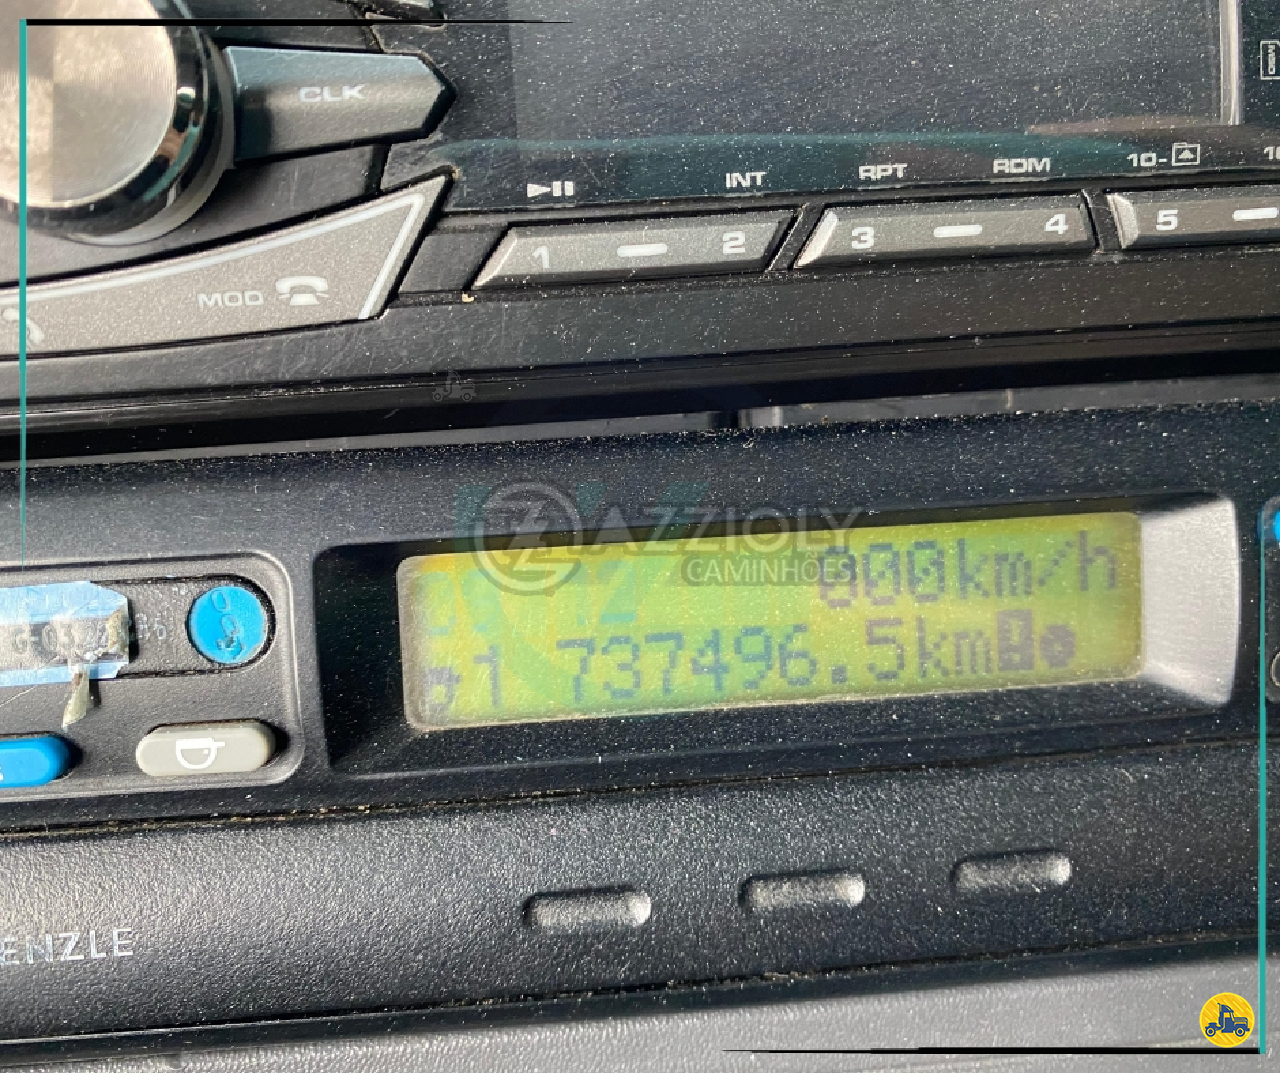 CLK
INT
RPT
RDM
10-
1
2
3
4
5
MOD
AZZIOLY
CAMINHÕES
000km/h
1 737496.5km
ENZLE